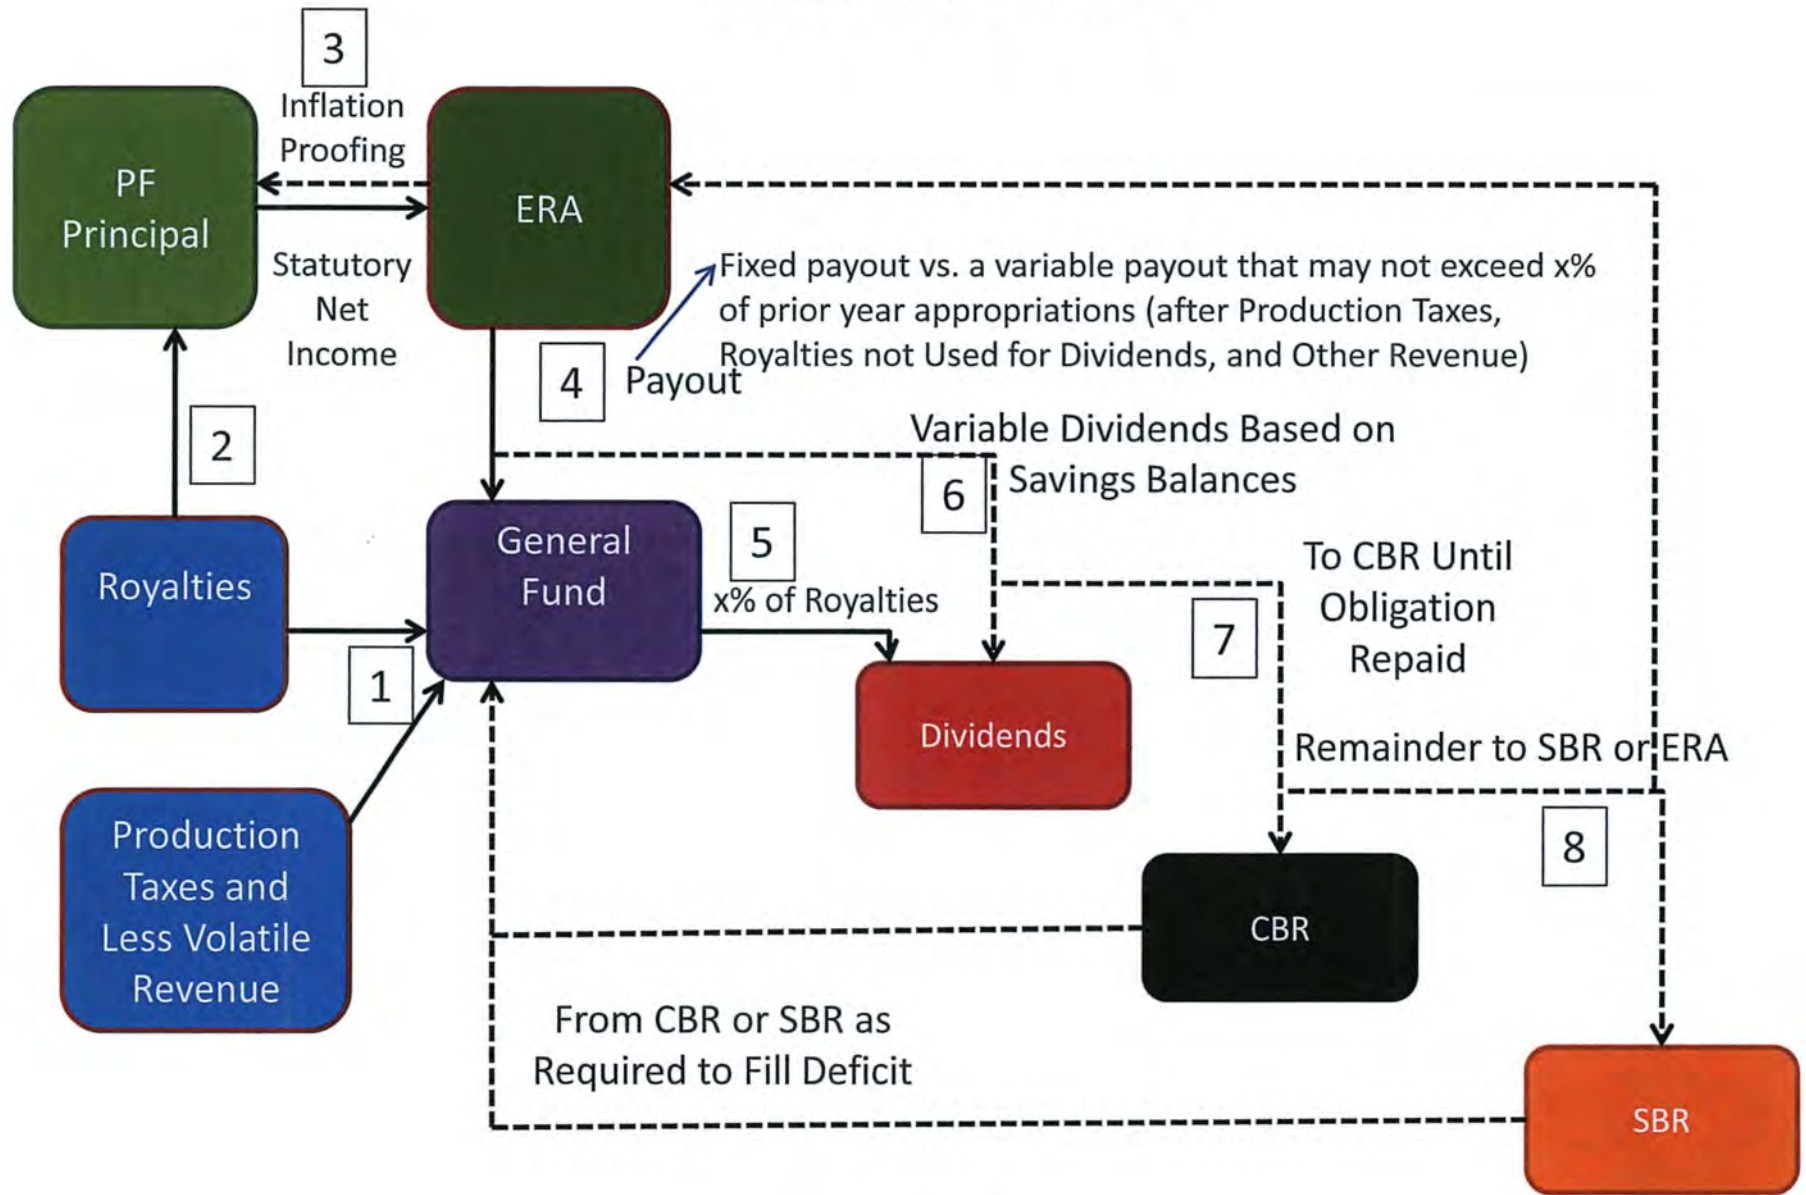 3
Inflation
Proofing
PF
Principal
ERA
Statutory
Net
Income
Fixed payout vs. a variable payout that may not exceed x%
of prior year appropriations (after Production Taxes,
Royalties not Used for Dividends, and Other Revenue)
4
Payout
2
Variable Dividends Based on
Savings Balances
6
General
Fund
5
x% of Royalties
Royalties
To CBR Until
Obligation
Repaid
7
1
Dividends
Remainder to SBR or ERA
8
Production
Taxes and
Less Volatile
Revenue
CBR
From CBR or SBR as
Required to Fill Deficit
SBR